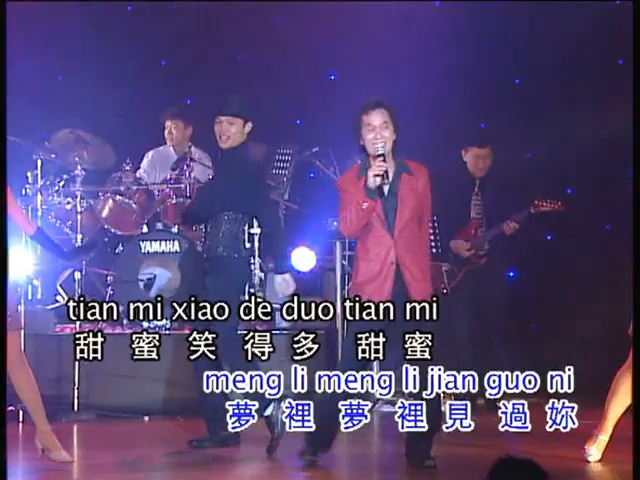 YAMAHA
tian mi xiao de duo tian mi
甜 蜜 笑 得 多 甜 蜜
meng li meng li jian guo ni
夢 裡 夢 裡 見 過 妳